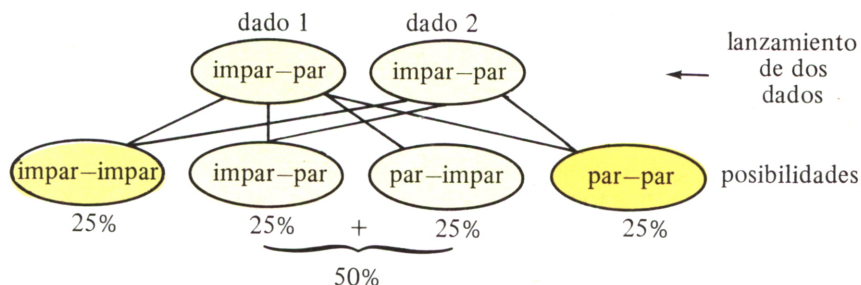 dado 1
dado 2
impar–par
impar–par
lanzamiento
de dos
dados
impar–impar
impar–par
par–impar
par–par
posibilidades
25%
25%
+
25%
25%
50%